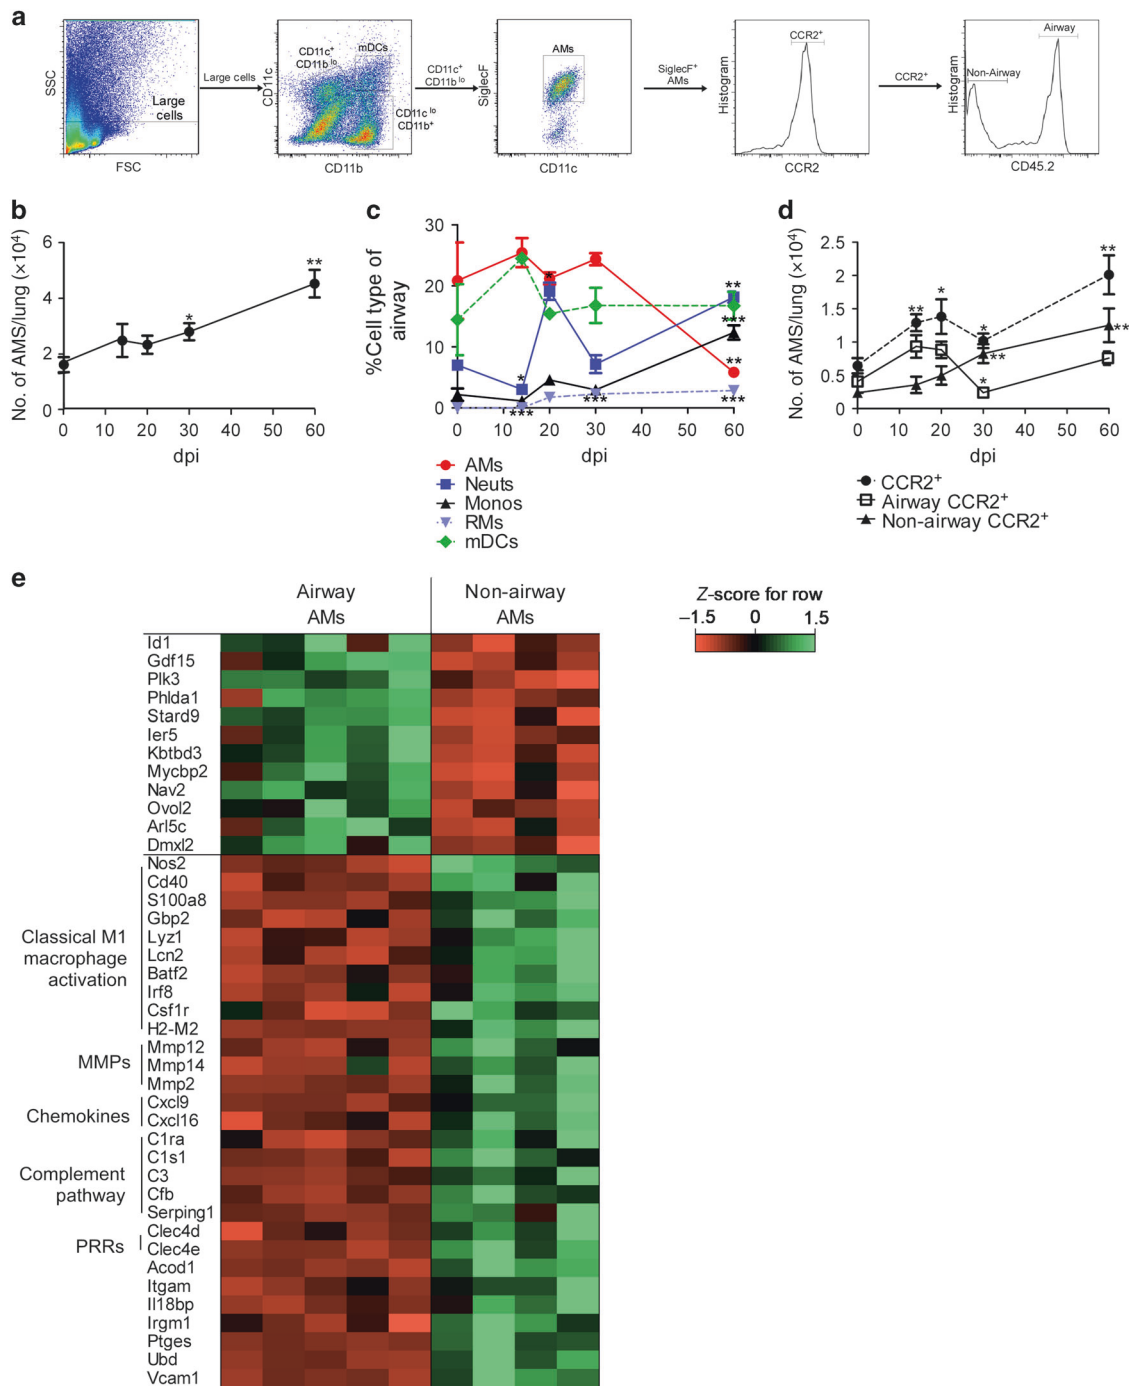 a
SSC
Large
cells
FSC
Large cells
CD11c
CD11c+
CD11b lo
mDCs
CD11c lo
CD11b+
CD11b
CD11c+
CD11b lo
SiglecF
AMs
CD11c
SiglecF+
AMs
Histogram
CCR2+
CCR2
CCR2+
Histogram
Non-Airway
Airway
CD45.2
b
No. of AMS/lung (×10⁴)
6
4
2
0
0 10 20 30 40 50 60
dpi
*
**
c
%Cell type of
airway
30
20
10
0
0 10 20 30 40 50 60
dpi
*
*
***
***
**
***
**
***
AMs
Neuts
Monos
RMs
mDCs
d
No. of AMS/lung (×10⁴)
2.5
2
1.5
1
0.5
0
0 10 20 30 40 50 60
dpi
**
*
*
**
*
**
**
CCR2+
Airway CCR2+
Non-airway CCR2+
e
Airway
AMs
Non-airway
AMs
Z-score for row
−1.5 0 1.5
Id1
Gdf15
Plk3
Phlda1
Stard9
Ier5
Kbtbd3
Mycbp2
Nav2
Ovol2
Arl5c
Dmxl2
Classical M1
macrophage
activation
Nos2
Cd40
S100a8
Gbp2
Lyz1
Lcn2
Batf2
Irf8
Csf1r
H2-M2
MMPs
Mmp12
Mmp14
Mmp2
Chemokines
Cxcl9
Cxcl16
Complement
pathway
C1ra
C1s1
C3
Cfb
Serping1
PRRs
Clec4d
Clec4e
Acod1
Itgam
Il18bp
Irgm1
Ptges
Ubd
Vcam1